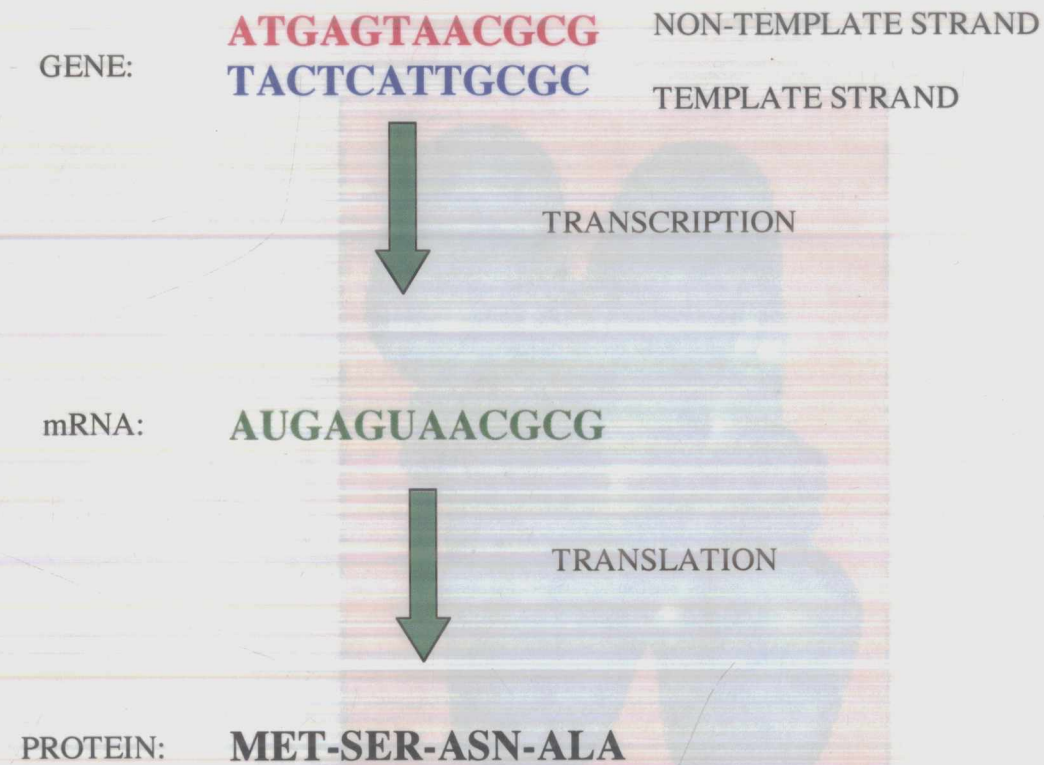 ATGAGTAACGCG NON-TEMPLATE STRAND
GENE:
TACTCATTGCGC
TEMPLATE STRAND
TRANSCRIPTION
mRNA: AUGAGUAACGCG
TRANSLATION
PROTEIN: MET-SER-ASN-ALA